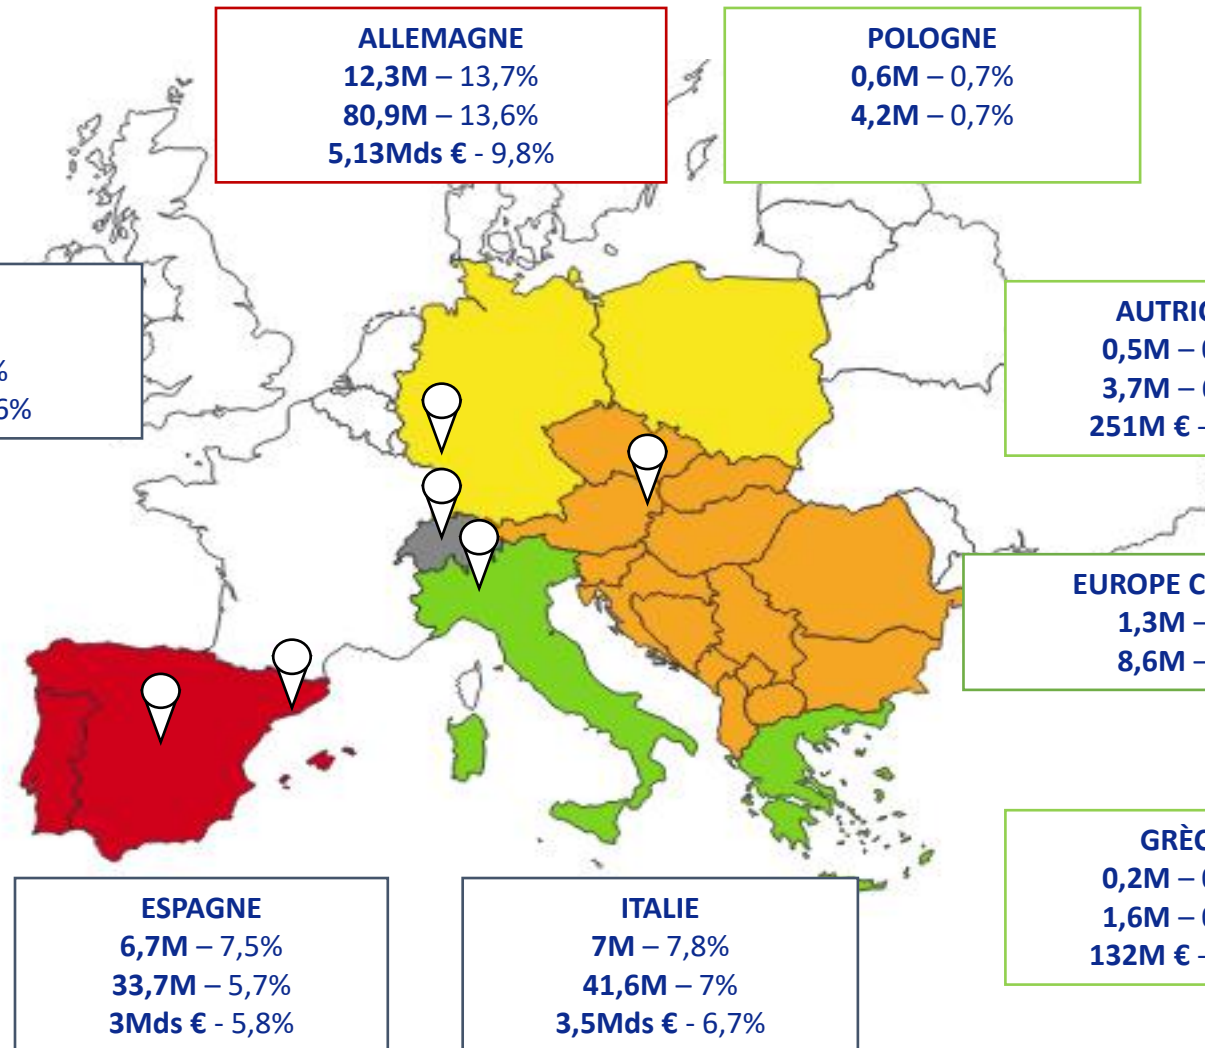 ALLEMAGNE
12,3M – 13,7%
80,9M – 13,6%
5,13Mds € - 9,8%
POLOGNE
0,6M – 0,7%
4,2M – 0,7%
%
6%
0,5M –
3,7M –
251M € -
EUROPE
1,3M –
8,6M –
0,2M –
1,6M –
132M € -
ESPAGNE
6,7M – 7,5%
33,7M – 5,7%
3Mds € - 5,8%
ITALIE
7M – 7,8%
41,6M – 7%
3,5Mds € - 6,7%